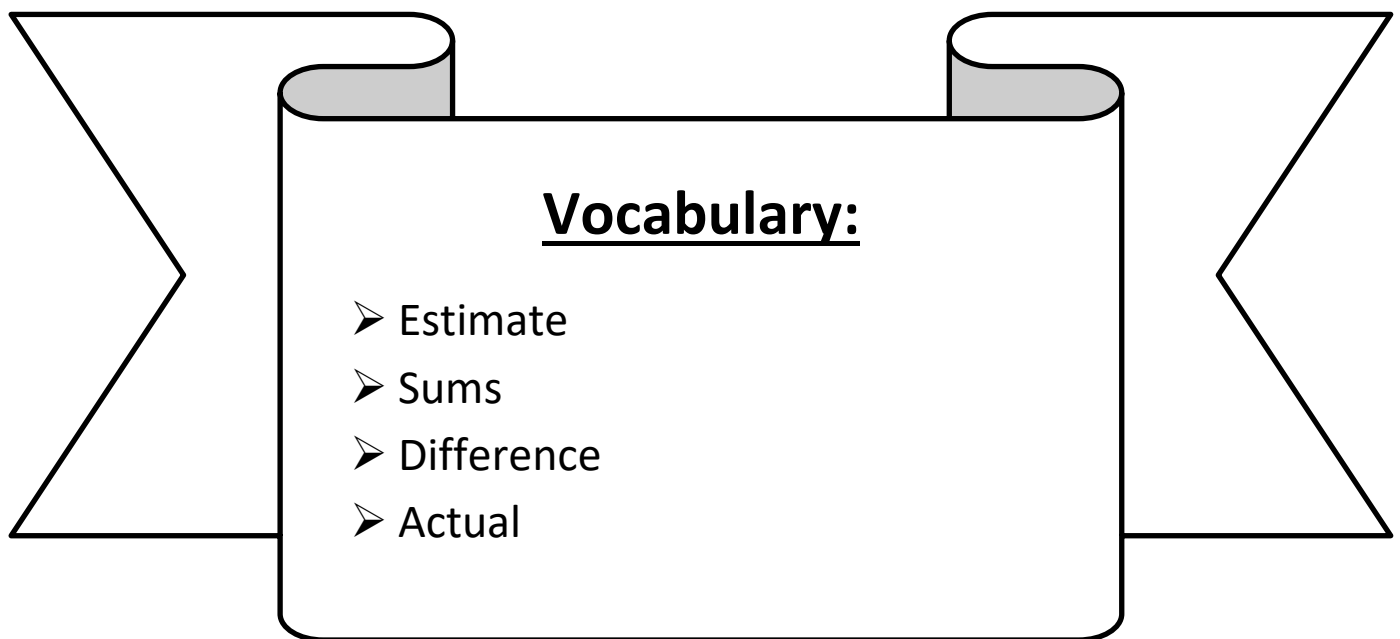 Vocabulary:
➢ Estimate
➢ Sums
➢ Difference
➢ Actual